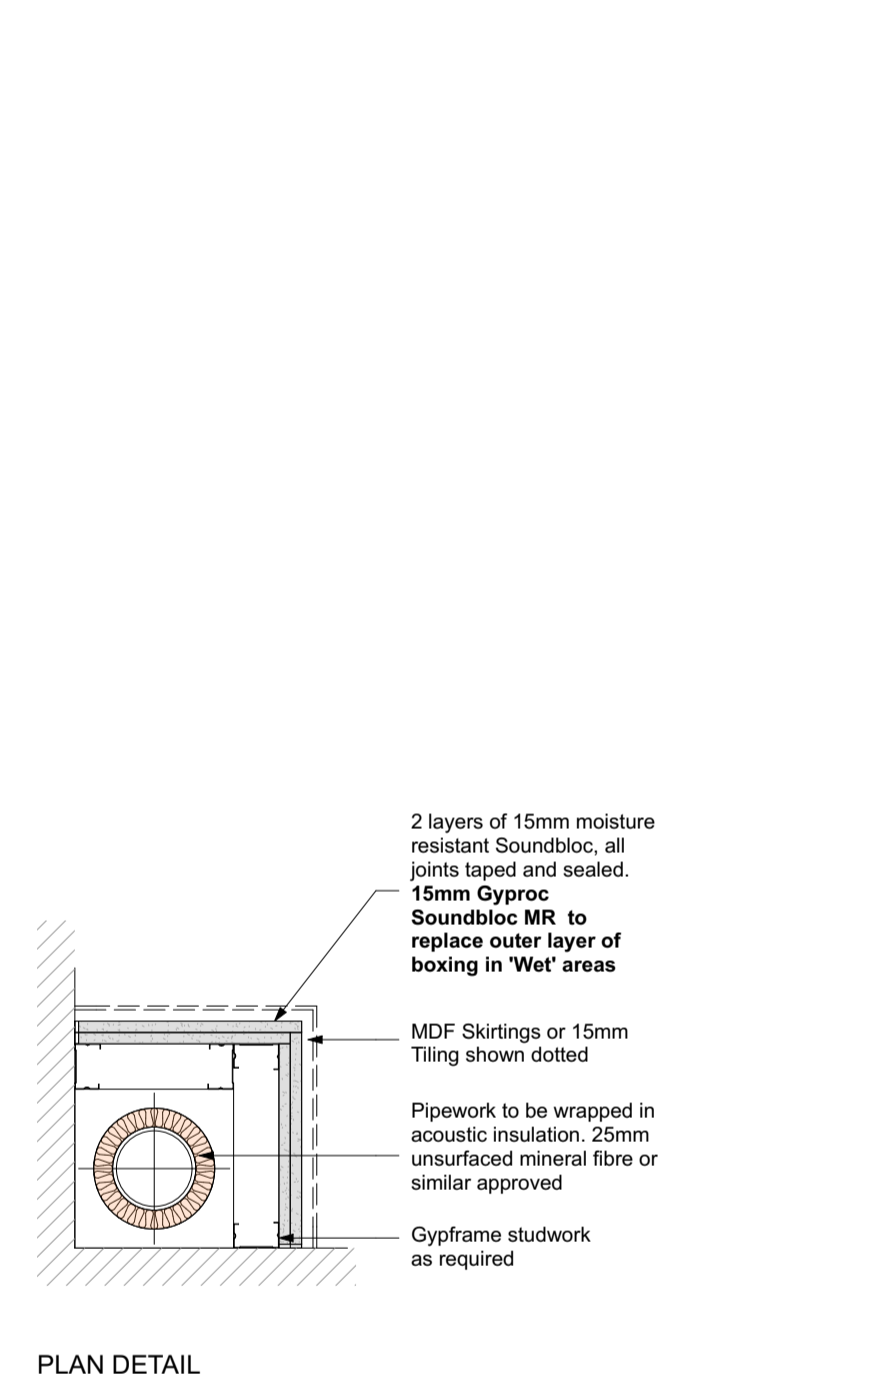 2 layers of 15mm moisture
resistant Soundbloc, all
joints taped and sealed.
15mm Gyproc
Soundbloc MR  to
replace outer layer of
boxing in 'Wet' areas
MDF Skirtings or 15mm
Tiling shown dotted
Pipework to be wrapped in
acoustic insulation. 25mm
unsurfaced mineral fibre or
similar approved
Gypframe studwork
as required
PLAN DETAIL